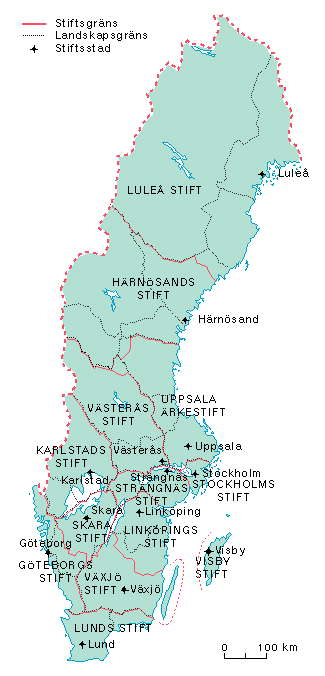 Stiftsgräns
Landskapsgräns
Stiftsstad
Luleå
LULEÅ STIFT
HÄRNÖSANDS
STIFT
Härnösand
UPPSALA
ÄRKESTIFT
VÄSTERÅS
STIFT
Uppsala
KARLSTADS
STIFT
Västerås
Karlstad
Strängnäs
Stockholm
STRÄNGNÄS
STIFT
STOCKHOLMS
STIFT
Skara
SKARA
STIFT
Linköping
LINKÖPINGS
STIFT
Göteborg
GÖTEBORGS
STIFT
Visby
VISBY
STIFT
VÄXJÖ
STIFT
Växjö
LUNDS STIFT
Lund
0 100 km